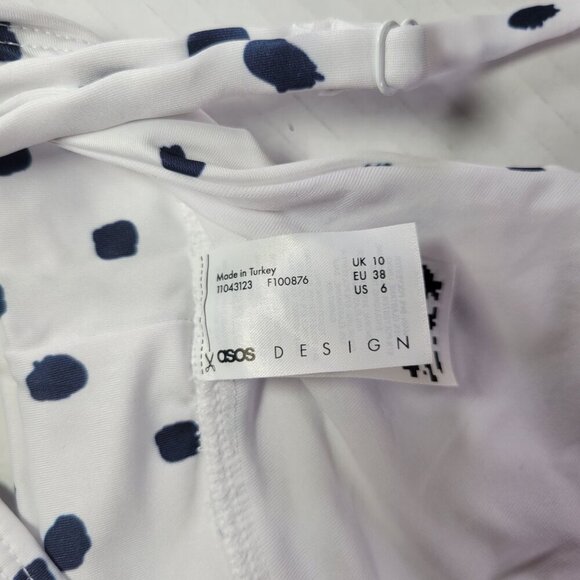 Made in Turkey
11043123 F100876
UK 10
EU 38
US 6
asos DESIGN